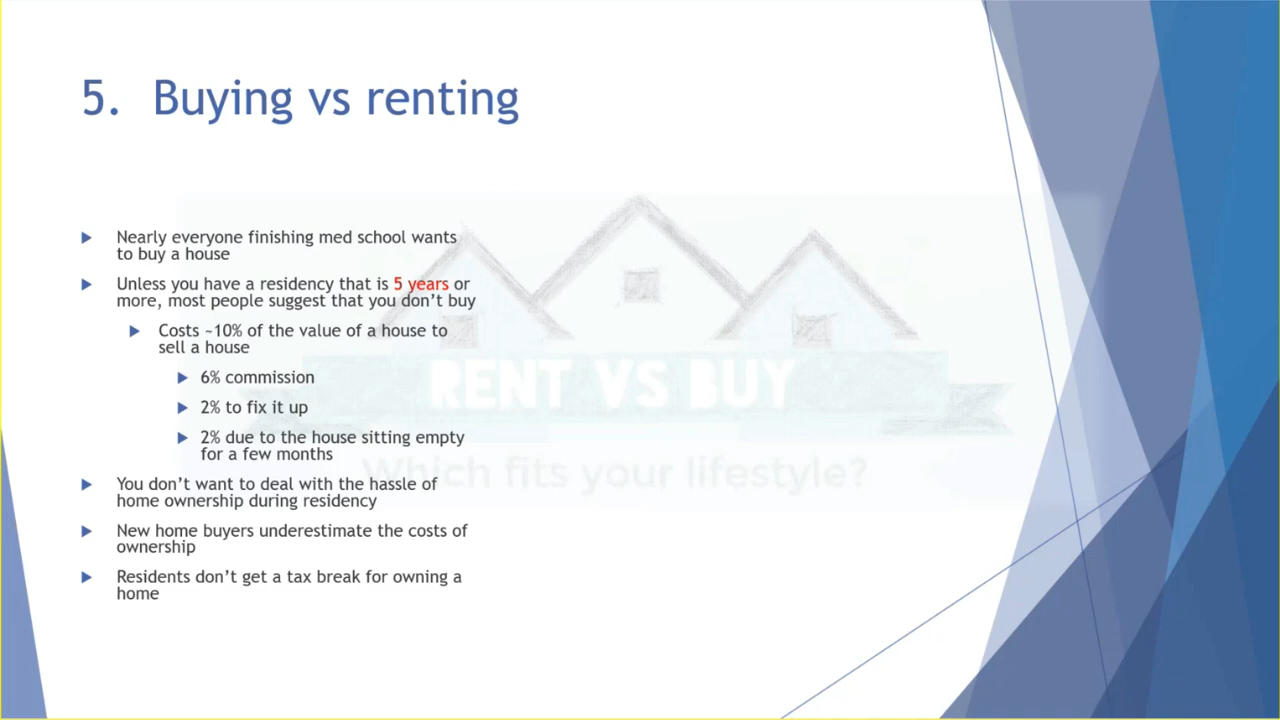 5. Buying vs renting
Nearly everyone finishing med school wants
to buy a house
Unless you have a residency that is 5 years or
more, most people suggest that you don’t buy
Costs ~10% of the value of a house to
sell a house
6% commission
2% to fix it up
2% due to the house sitting empty
for a few months
You don’t want to deal with the hassle of
home ownership during residency
New home buyers underestimate the costs of
ownership
Residents don’t get a tax break for owning a
home
RENT VS BUY
Which fits your lifestyle?